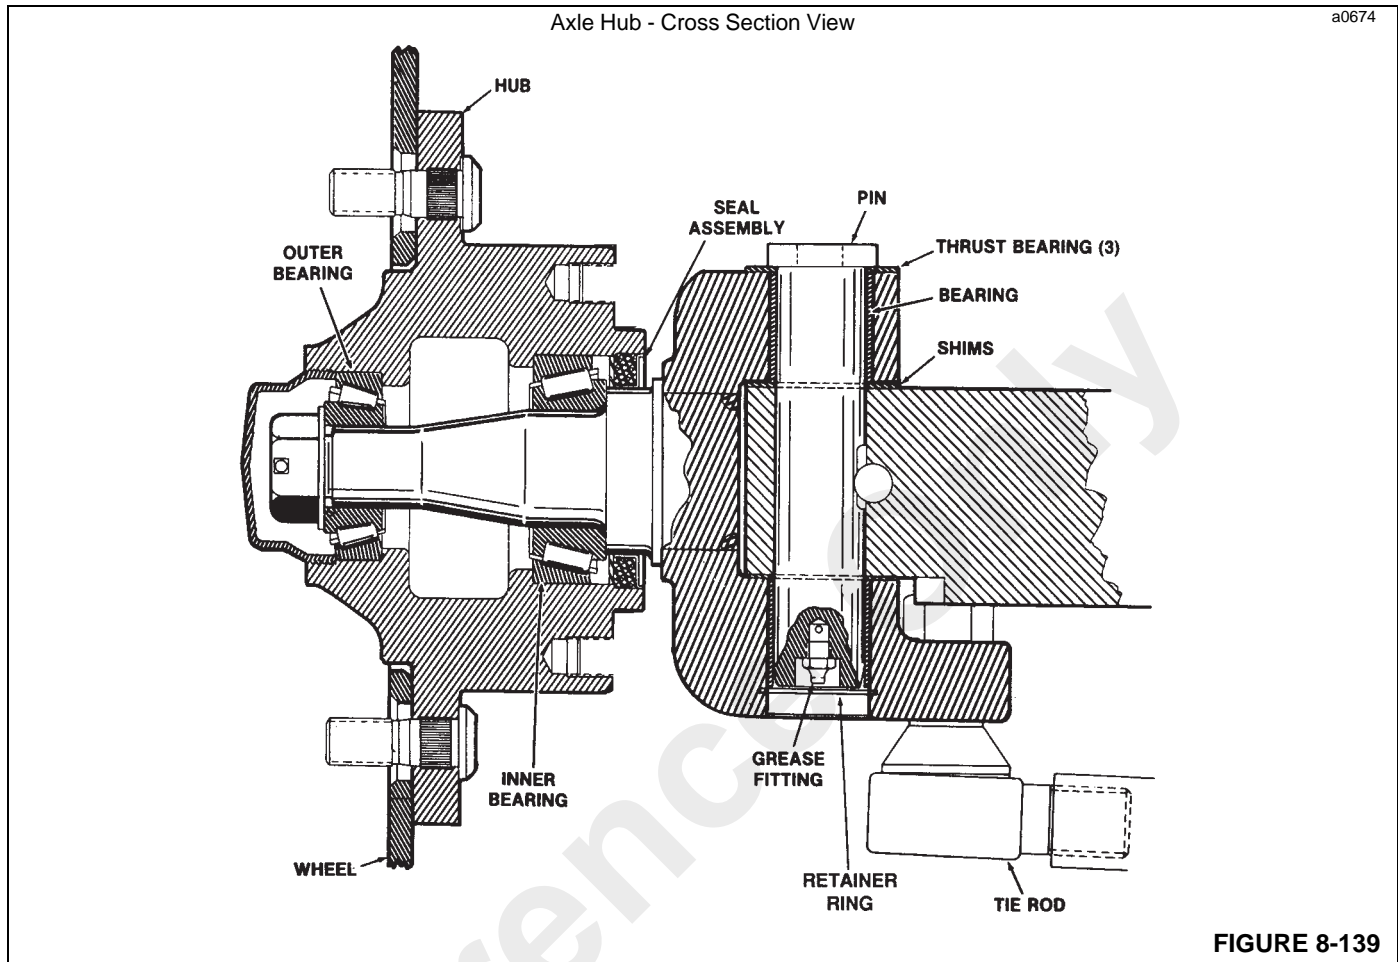 Axle Hub - Cross Section View
a0674
HUB
PIN
SEAL
ASSEMBLY
THRUST BEARING (3)
OUTER
BEARING
BEARING
SHIMS
GREASE
FITTING
INNER
BEARING
WHEEL
RETAINER
RING
TIE ROD
FIGURE 8-139